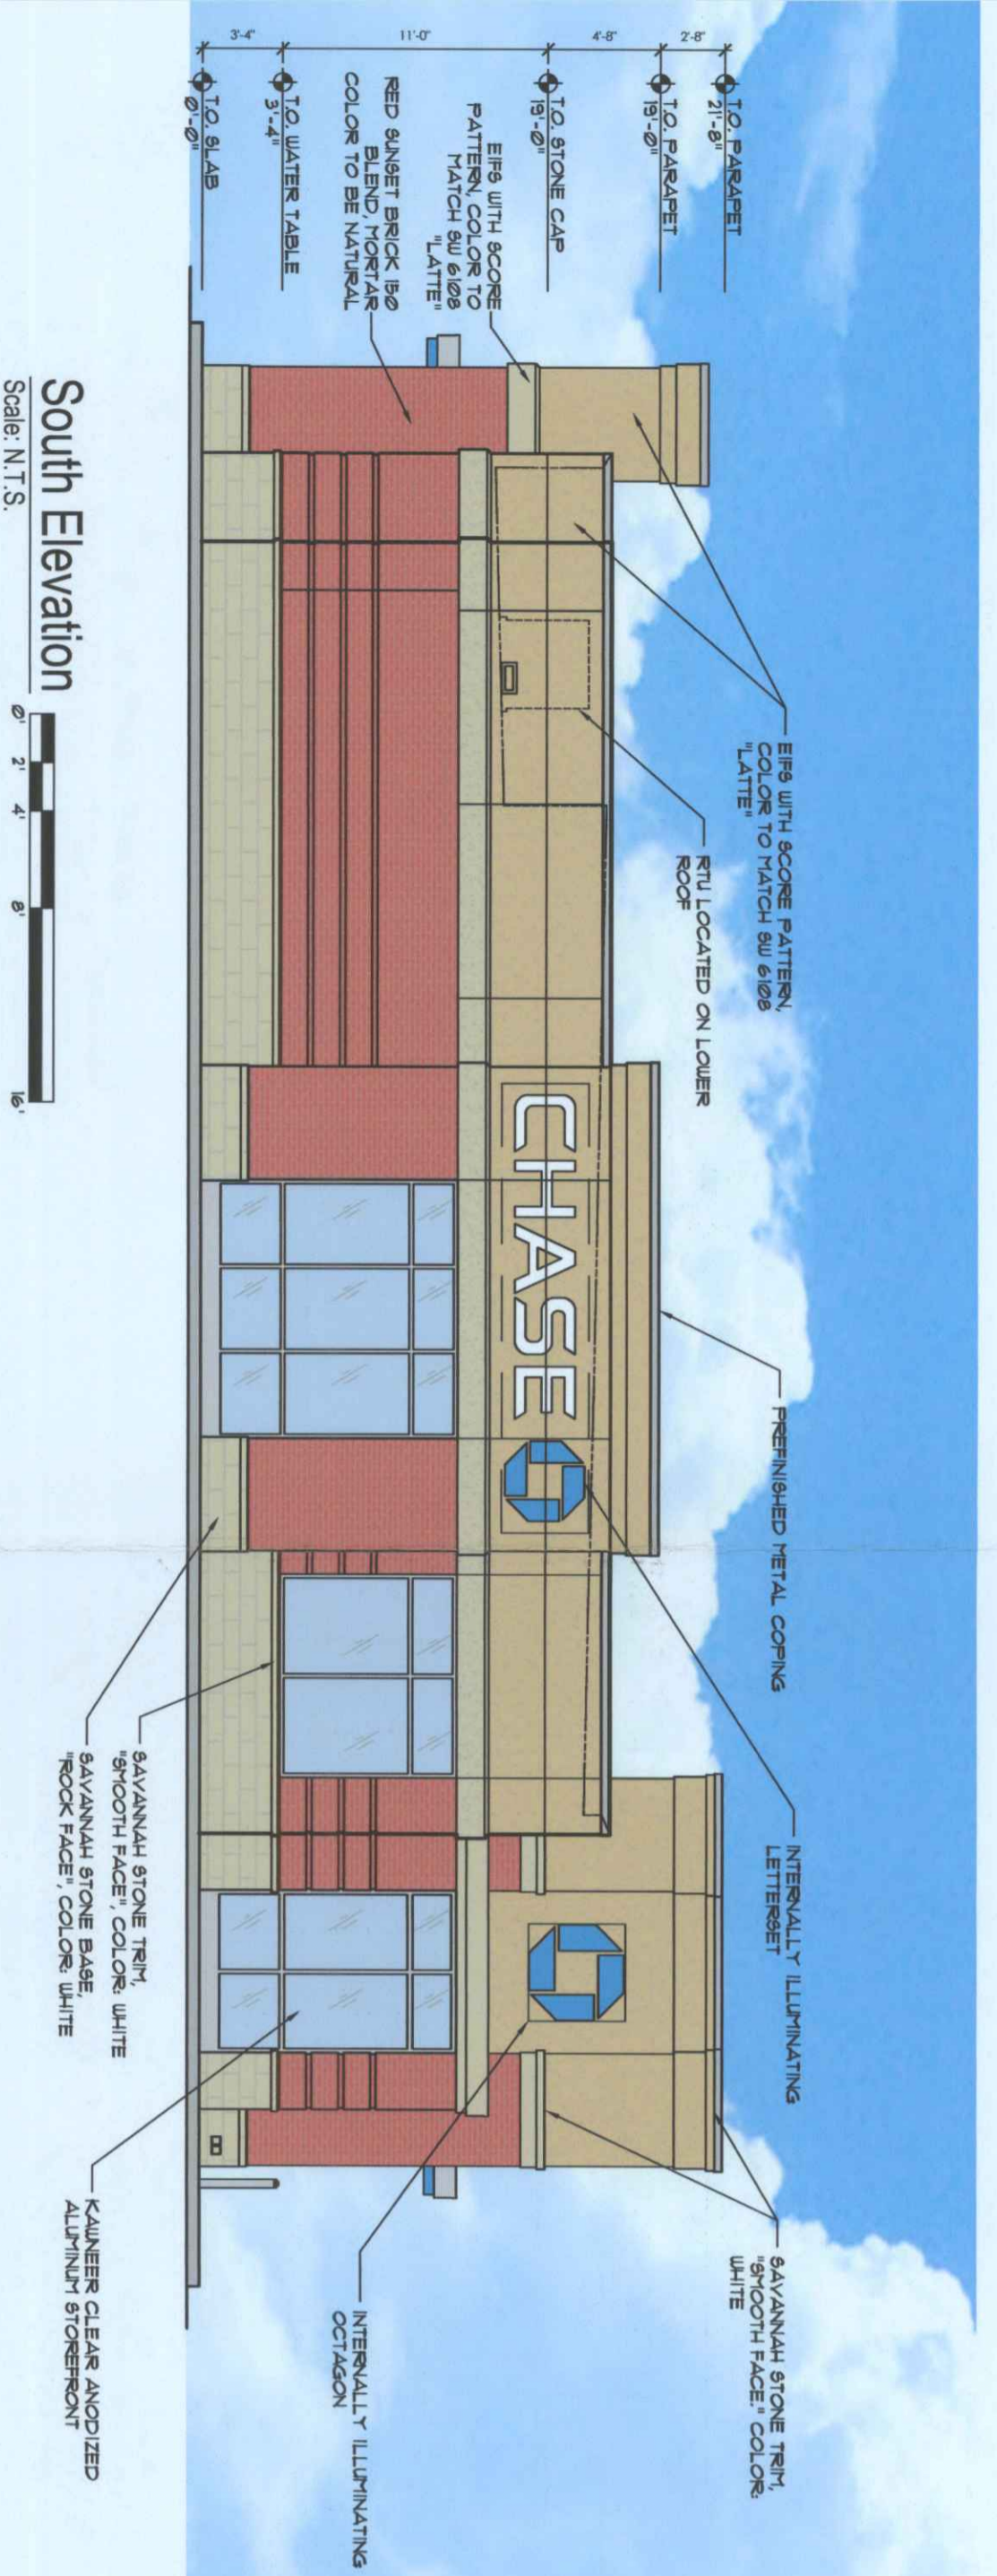 2'-8"
4'-8"
11'-0"
3'-4"
T.O. PARAPET
21'-8"
T.O. PARAPET
19'-0"
T.O. STONE CAP
19'-0"
T.O. WATER TABLE
3'-4"
T.O. SLAB
0'-0"
EIFS WITH SCORE
PATTERN, COLOR TO
MATCH SW 6108
"LATTE"
RED SUNSET BRICK 150
BLEND, MORTAR
COLOR TO BE NATURAL
EIFS WITH SCORE PATTERN,
COLOR TO MATCH SW 6108
"LATTE"
RTU LOCATED ON LOWER
ROOF
PREFINISHED METAL COPING
INTERNALLY ILLUMINATING
LETTERSET
SAVANNAH STONE TRIM,
"SMOOTH FACE." COLOR:
WHITE
CHASE
INTERNALLY ILLUMINATING
OCTAGON
SAVANNAH STONE TRIM,
"SMOOTH FACE", COLOR: WHITE
SAVANNAH STONE BASE,
"ROCK FACE", COLOR: WHITE
KAWNEER CLEAR ANODIZED
ALUMINUM STOREFRONT
South Elevation
Scale: N.T.S.
0' 2' 4' 8' 16'